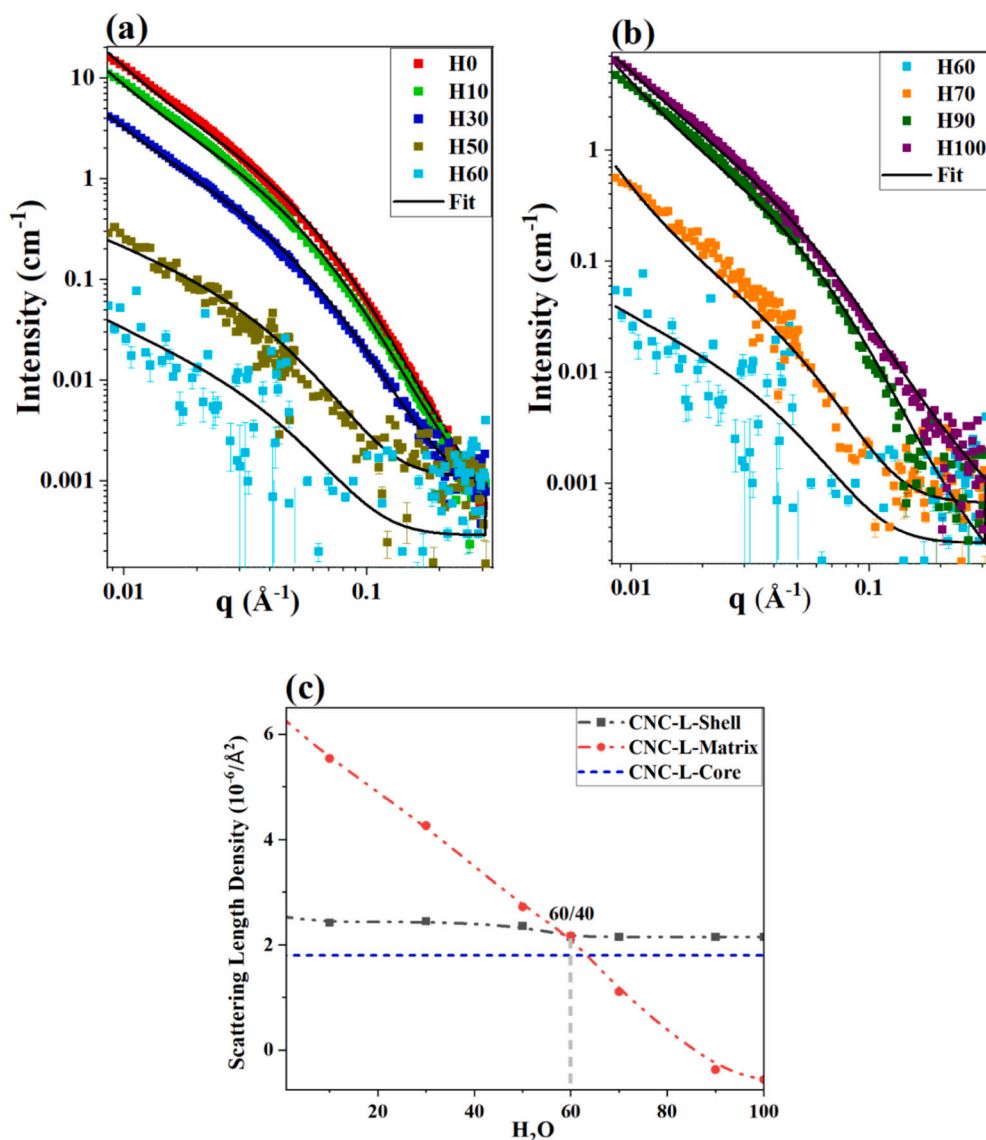 (a)
H0
H10
H30
H50
H60
Fit
10
1
0.1
0.01
0.001
Intensity (cm⁻¹)
0.01
0.1
q (Å⁻¹)
(b)
H60
H70
H90
H100
Fit
1
0.1
0.01
0.001
Intensity (cm⁻¹)
0.01
0.1
q (Å⁻¹)
(c)
CNC-L-Shell
CNC-L-Matrix
CNC-L-Core
6
4
2
0
Scattering Length Density (10⁻⁶/Å²)
60/40
20
40
60
80
100
H₂O